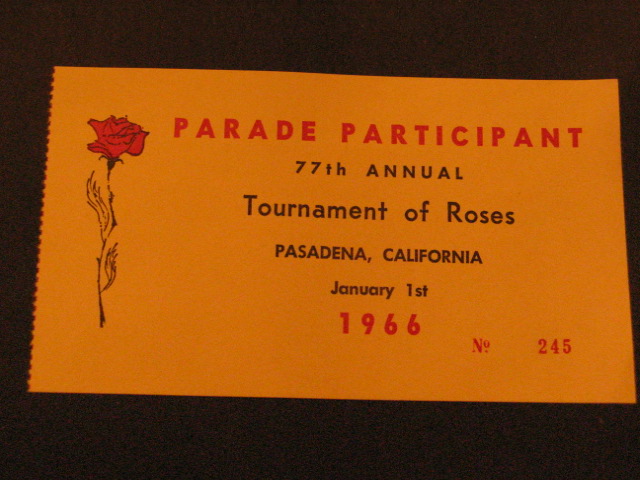 PARADE PARTICIPANT
77th ANNUAL
Tournament of Roses
PASADENA, CALIFORNIA
January 1st
1966
Nº 245